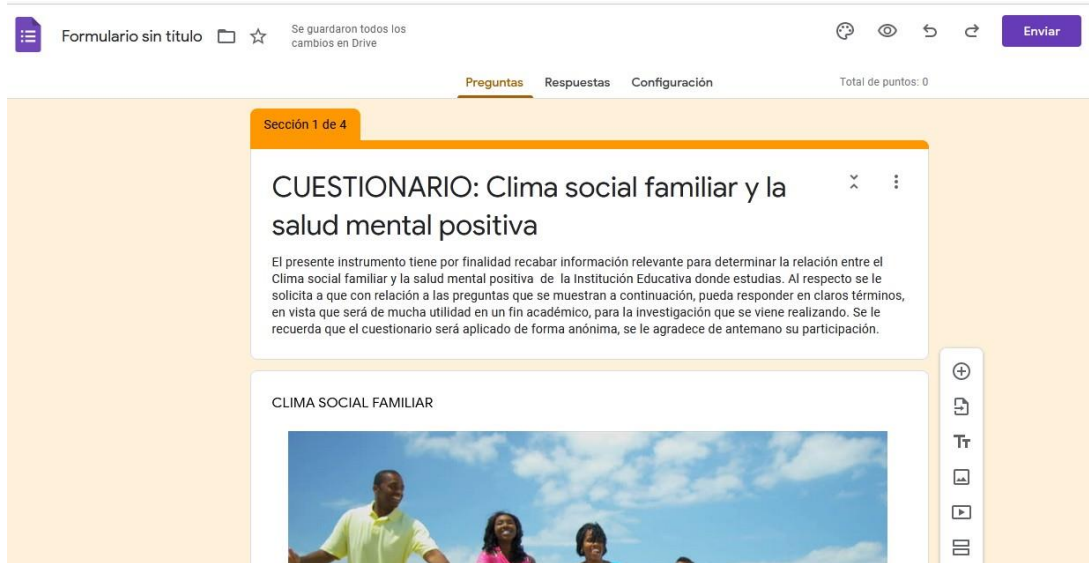 Formulario sin título
Se guardaron todos los
cambios en Drive
Enviar
Preguntas Respuestas Configuración
Total de puntos: 0
Sección 1 de 4
CUESTIONARIO: Clima social familiar y la
salud mental positiva
El presente instrumento tiene por finalidad recabar información relevante para determinar la relación entre el
Clima social familiar y la salud mental positiva de la Institución Educativa donde estudias. Al respecto se le
solicita a que con relación a las preguntas que se muestran a continuación, pueda responder en claros términos,
en vista que será de mucha utilidad en un fin académico, para la investigación que se viene realizando. Se le
recuerda que el cuestionario será aplicado de forma anónima, se le agradece de antemano su participación.
CLIMA SOCIAL FAMILIAR
Tт